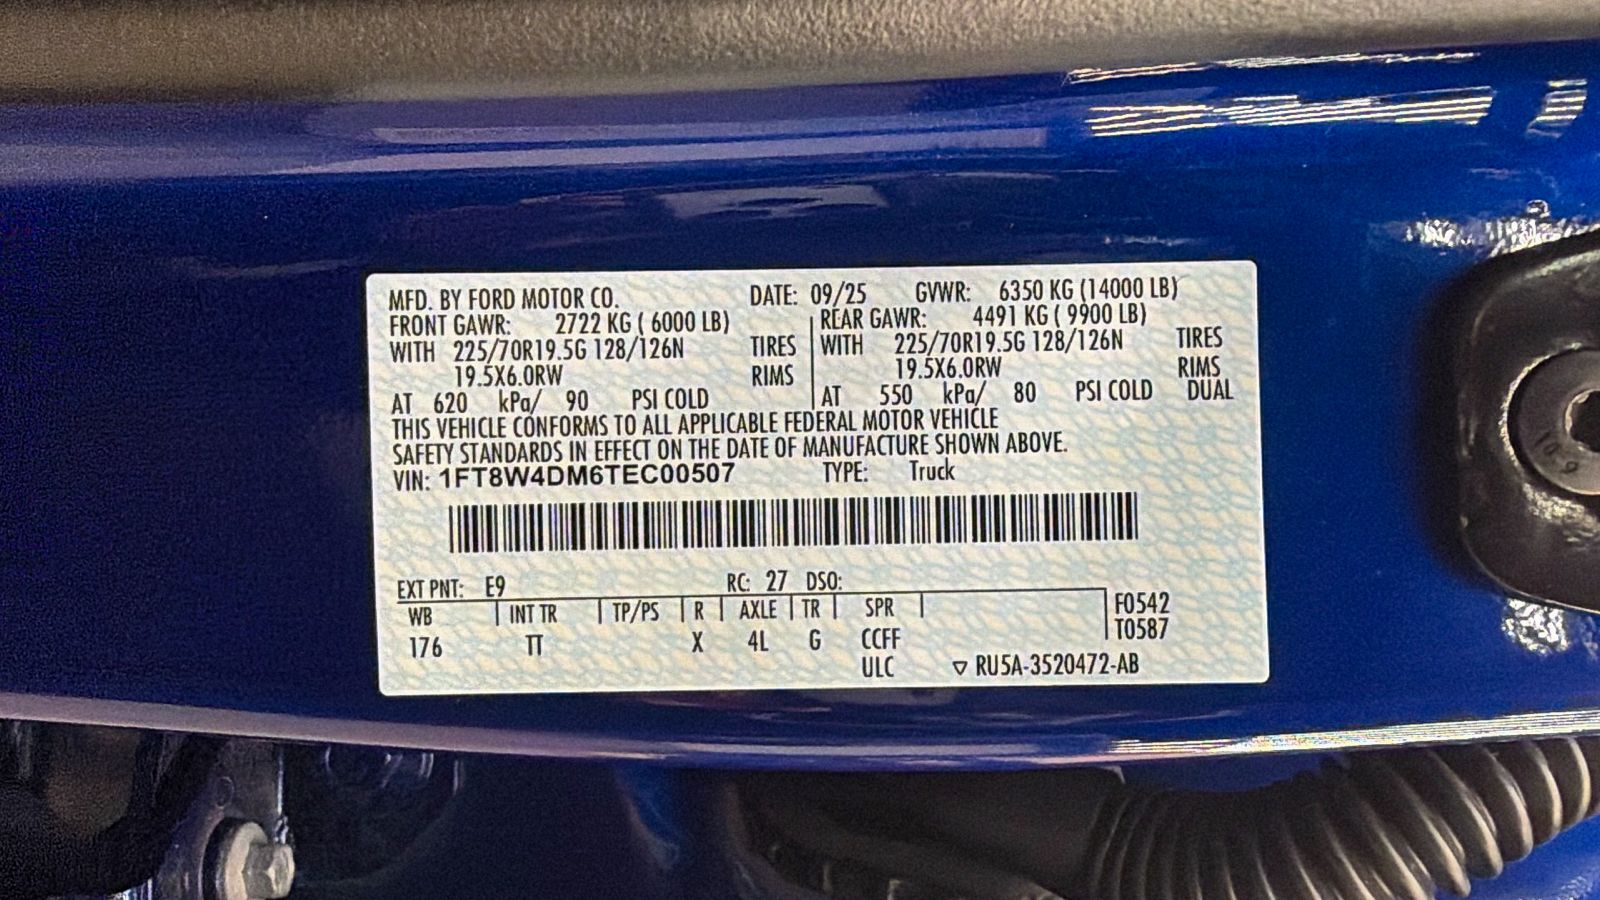 MFD. BY FORD MOTOR CO. DATE: 09/25 GVWR: 6350 KG (14000 LB)
FRONT GAWR: 2722 KG ( 6000 LB) REAR GAWR: 4491 KG ( 9900 LB)
WITH 225/70R19.5G 128/126N TIRES WITH 225/70R19.5G 128/126N TIRES
19.5X6.0RW RIMS 19.5X6.0RW RIMS
AT 620 kPa/ 90 PSI COLD AT 550 kPa/ 80 PSI COLD DUAL
THIS VEHICLE CONFORMS TO ALL APPLICABLE FEDERAL MOTOR VEHICLE
SAFETY STANDARDS IN EFFECT ON THE DATE OF MANUFACTURE SHOWN ABOVE.
VIN: 1FT8W4DM6TEC00507 TYPE: Truck
EXT PNT: E9 RC: 27 DSO:
WB INT TR TP/PS R AXLE TR SPR F0542
176 TT X 4L G CCFF T0587
ULC RU5A-3520472-AB
10.9